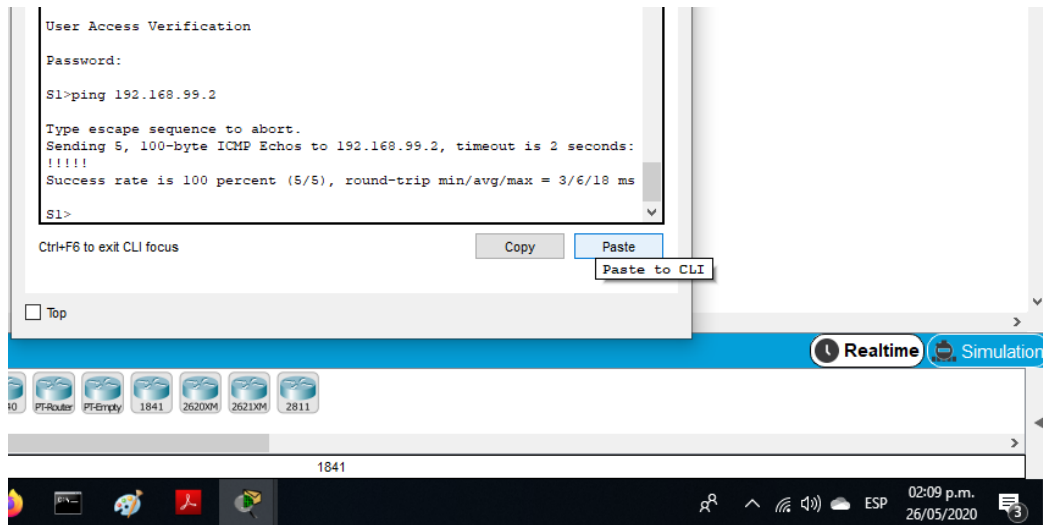 User Access Verification
Password:
S1>ping 192.168.99.2
Type escape sequence to abort.
Sending 5, 100-byte ICMP Echos to 192.168.99.2, timeout is 2 seconds:
!!!!!
Success rate is 100 percent (5/5), round-trip min/avg/max = 3/6/18 ms
S1>
Ctrl+F6 to exit CLI focus
Copy
Paste
Paste to CLI
Top
Realtime
Simulation
40
PT-Router
PT-Empty
1841
2620XM
2621XM
2811
1841
ESP
02:09 p.m.
26/05/2020
3